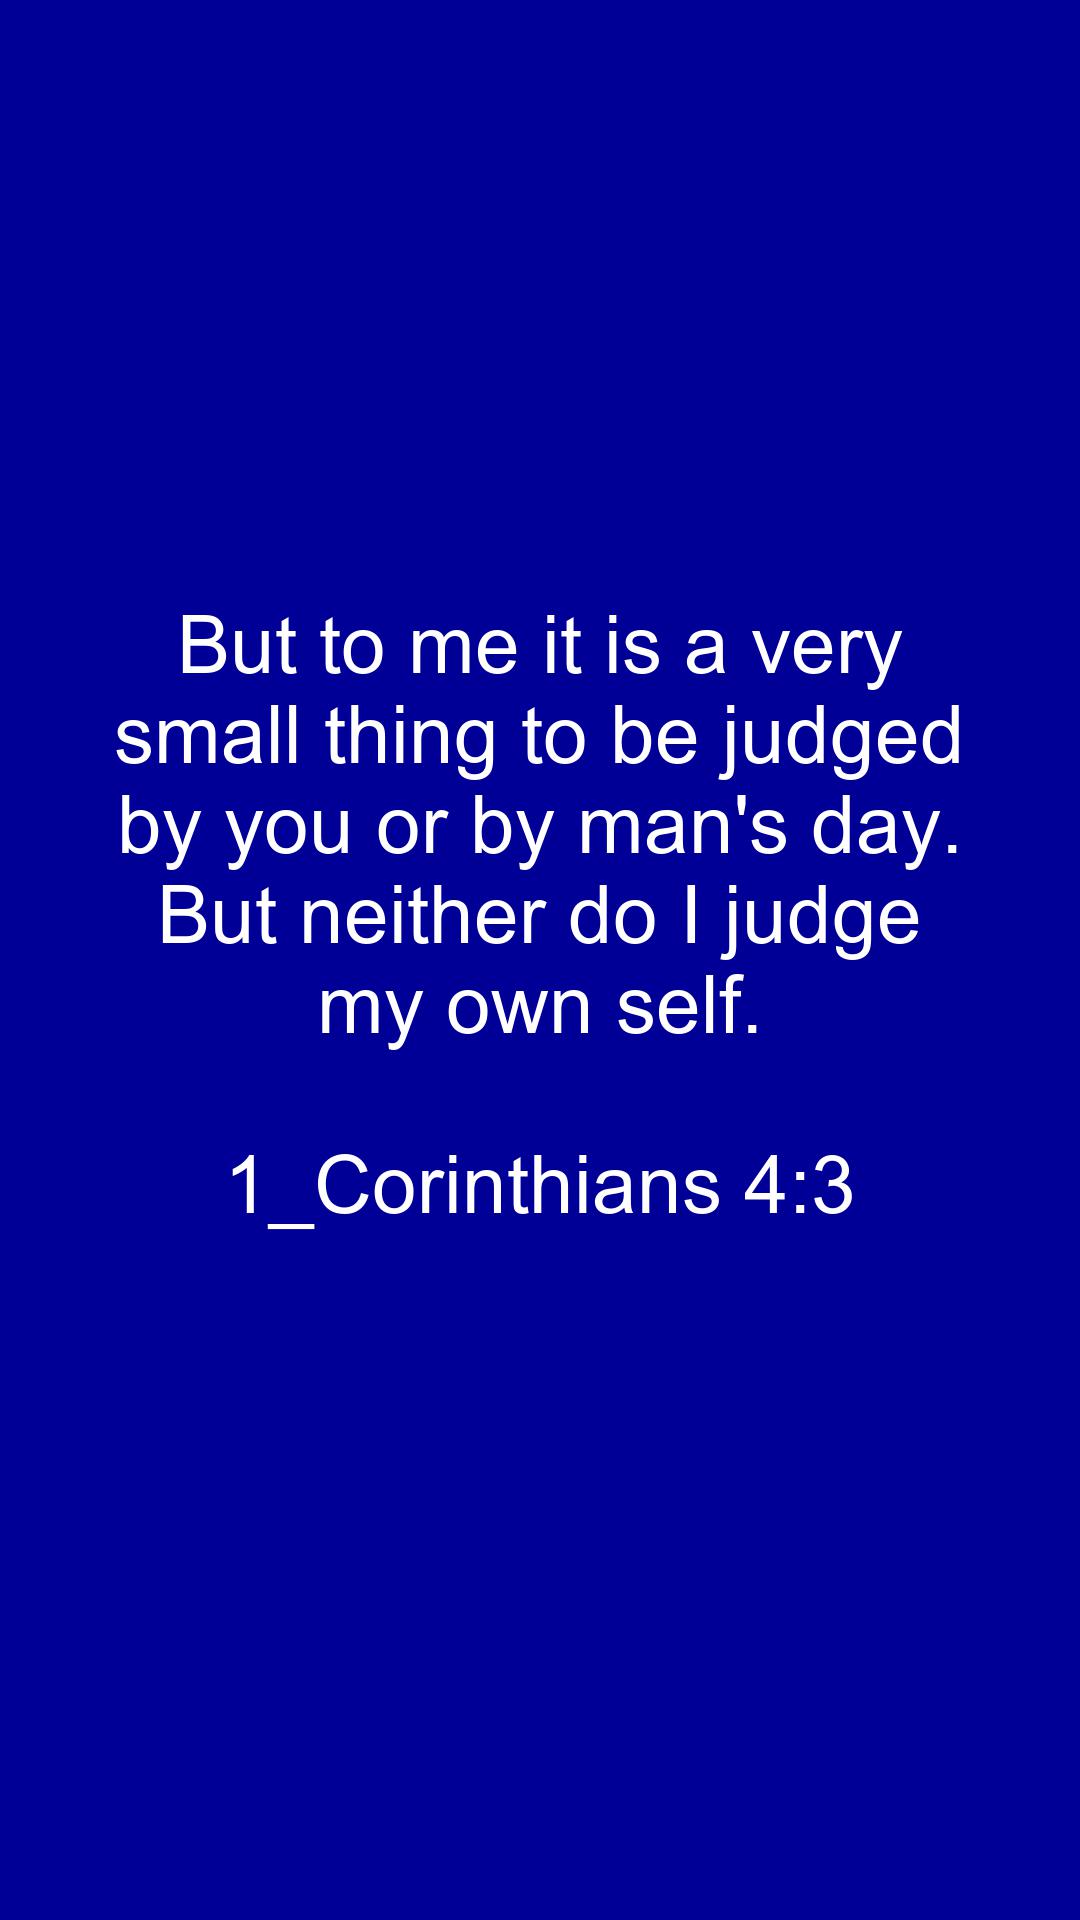 But to me it is a very
small thing to be judged
by you or by man's day.
But neither do I judge
my own self.
1_Corinthians 4:3